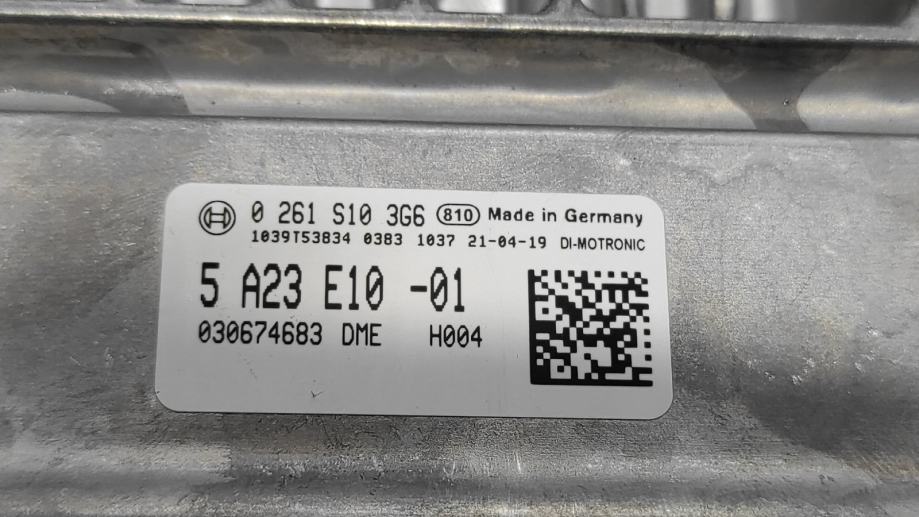 0 261 S10 3G6 810 Made in Germany
1039T53834 0383 1037 21-04-19 DI-MOTRONIC
5 A23 E10 -01
030674683 DME H004